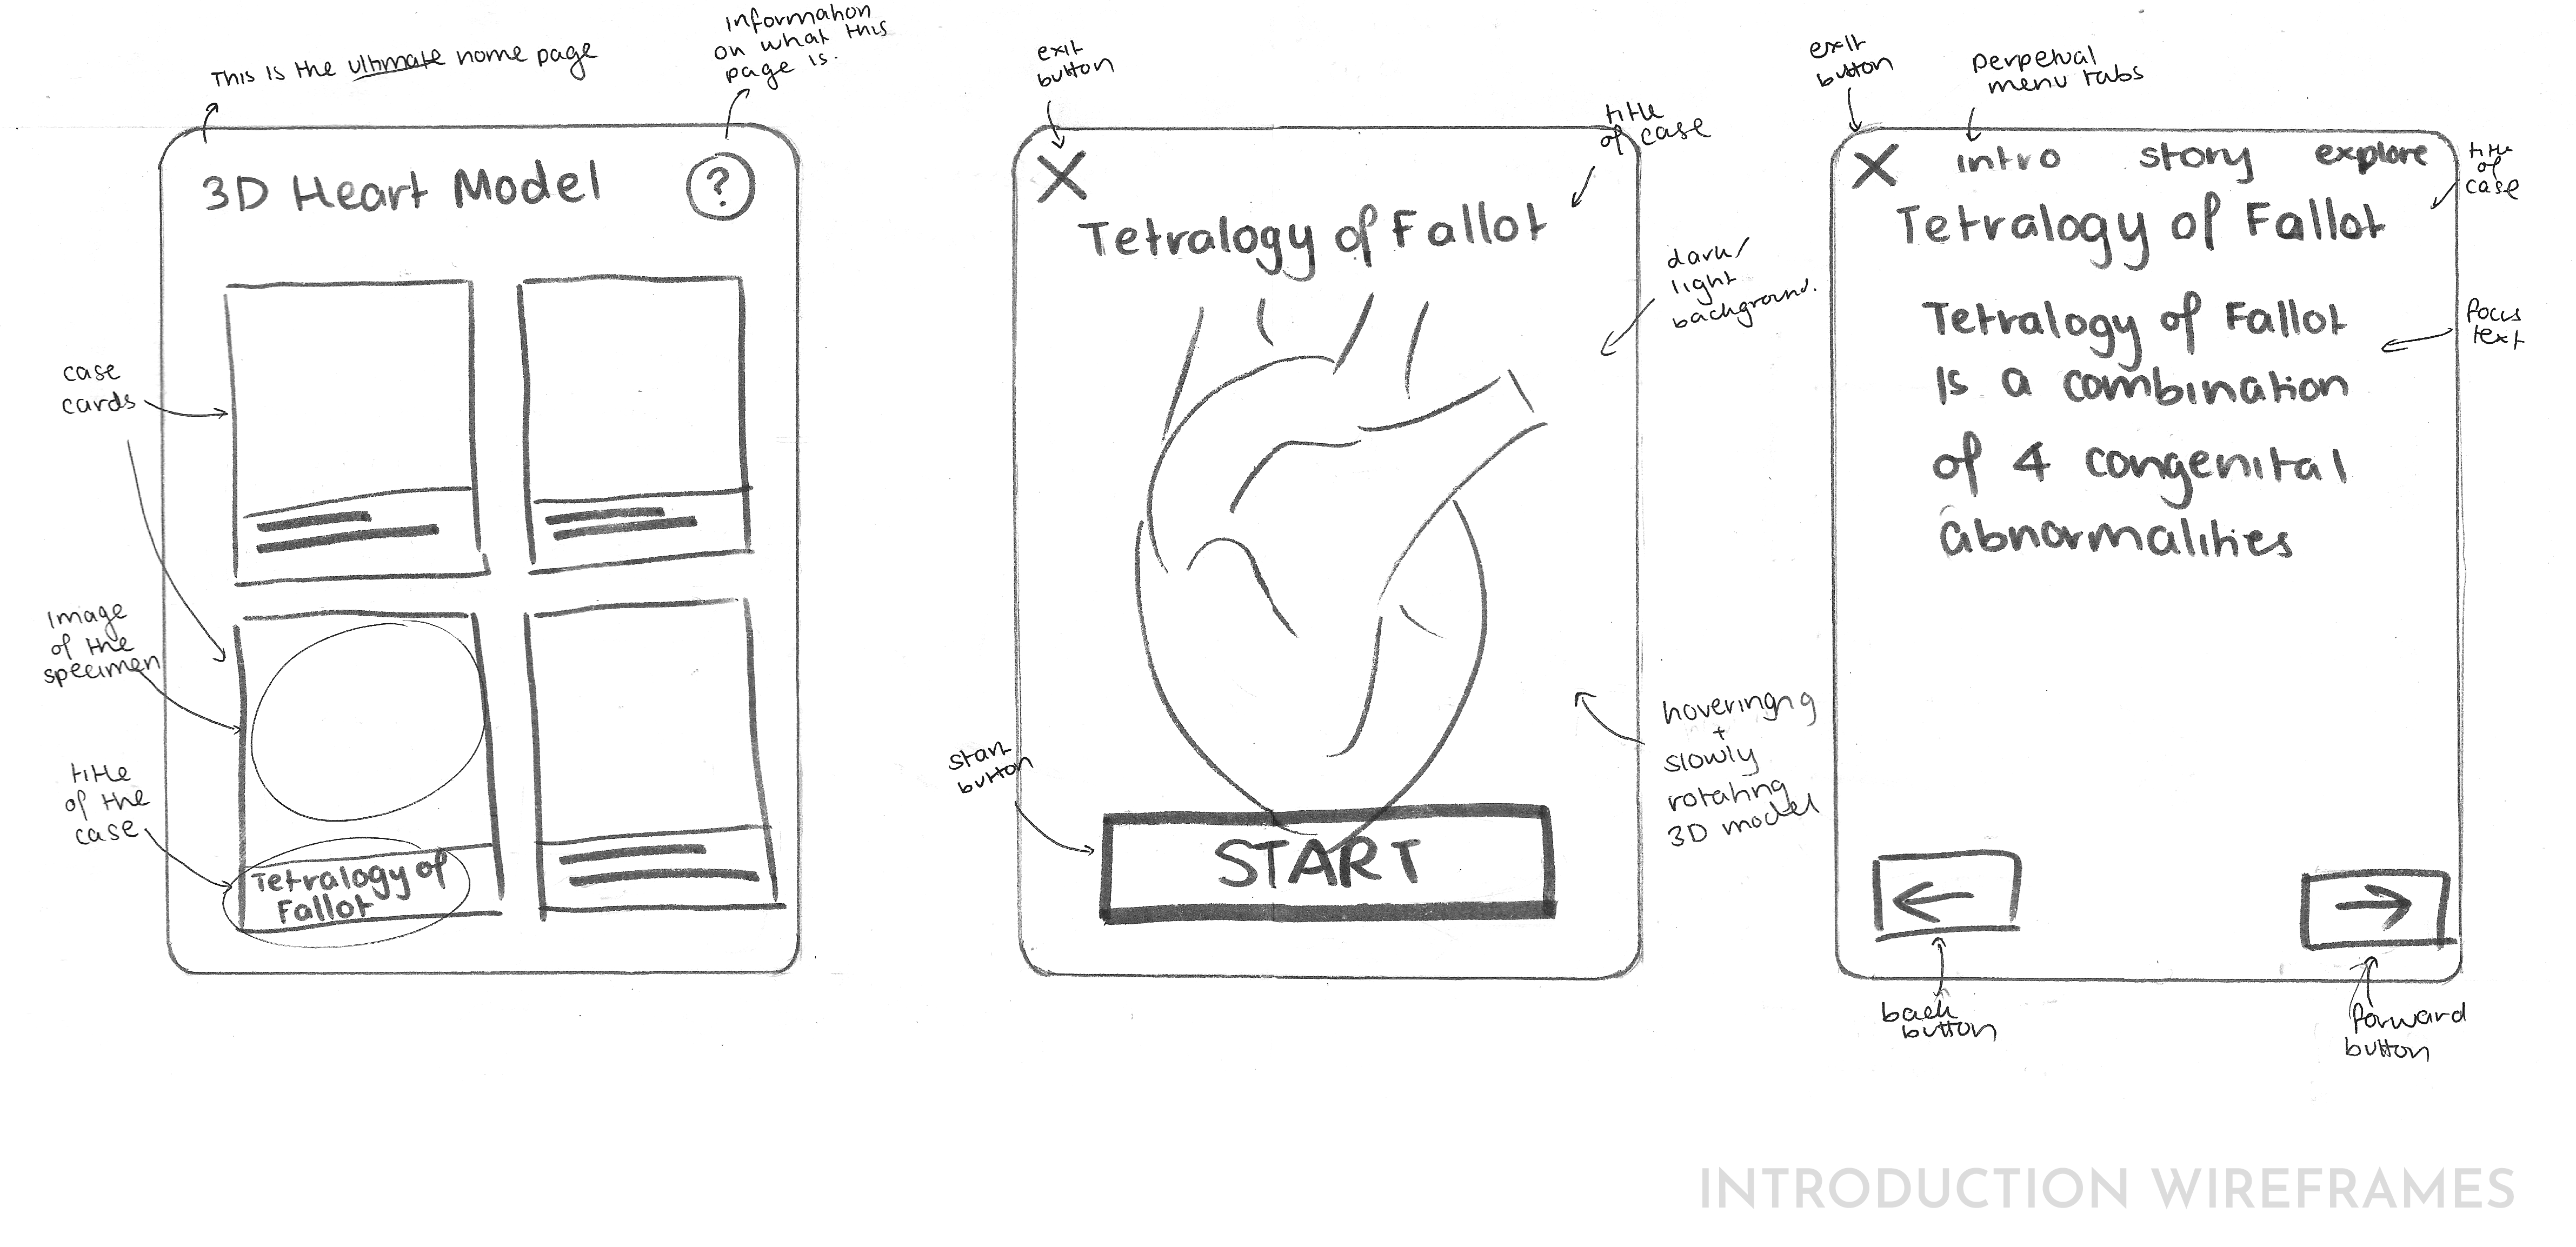 This is the ultimate home page
information
on what this
page is.
3D Heart Model
?
case
cards
Image
of the
specimen
title
of the
case
Tetralogy of
Fallot
exit
button
title
of case
X
Tetralogy of Fallot
dark/
light
background.
hoveringng
+
slowly
rotating
3D model
start
button
START
exit
button
perpetual
menu tabs
X intro story explore
title
of
case
Tetralogy of Fallot
Tetralogy of Fallot
Is a combination
of 4 congenital
abnormalities
focus
text
←
→
back
button
forward
button
INTRODUCTION WIREFRAMES